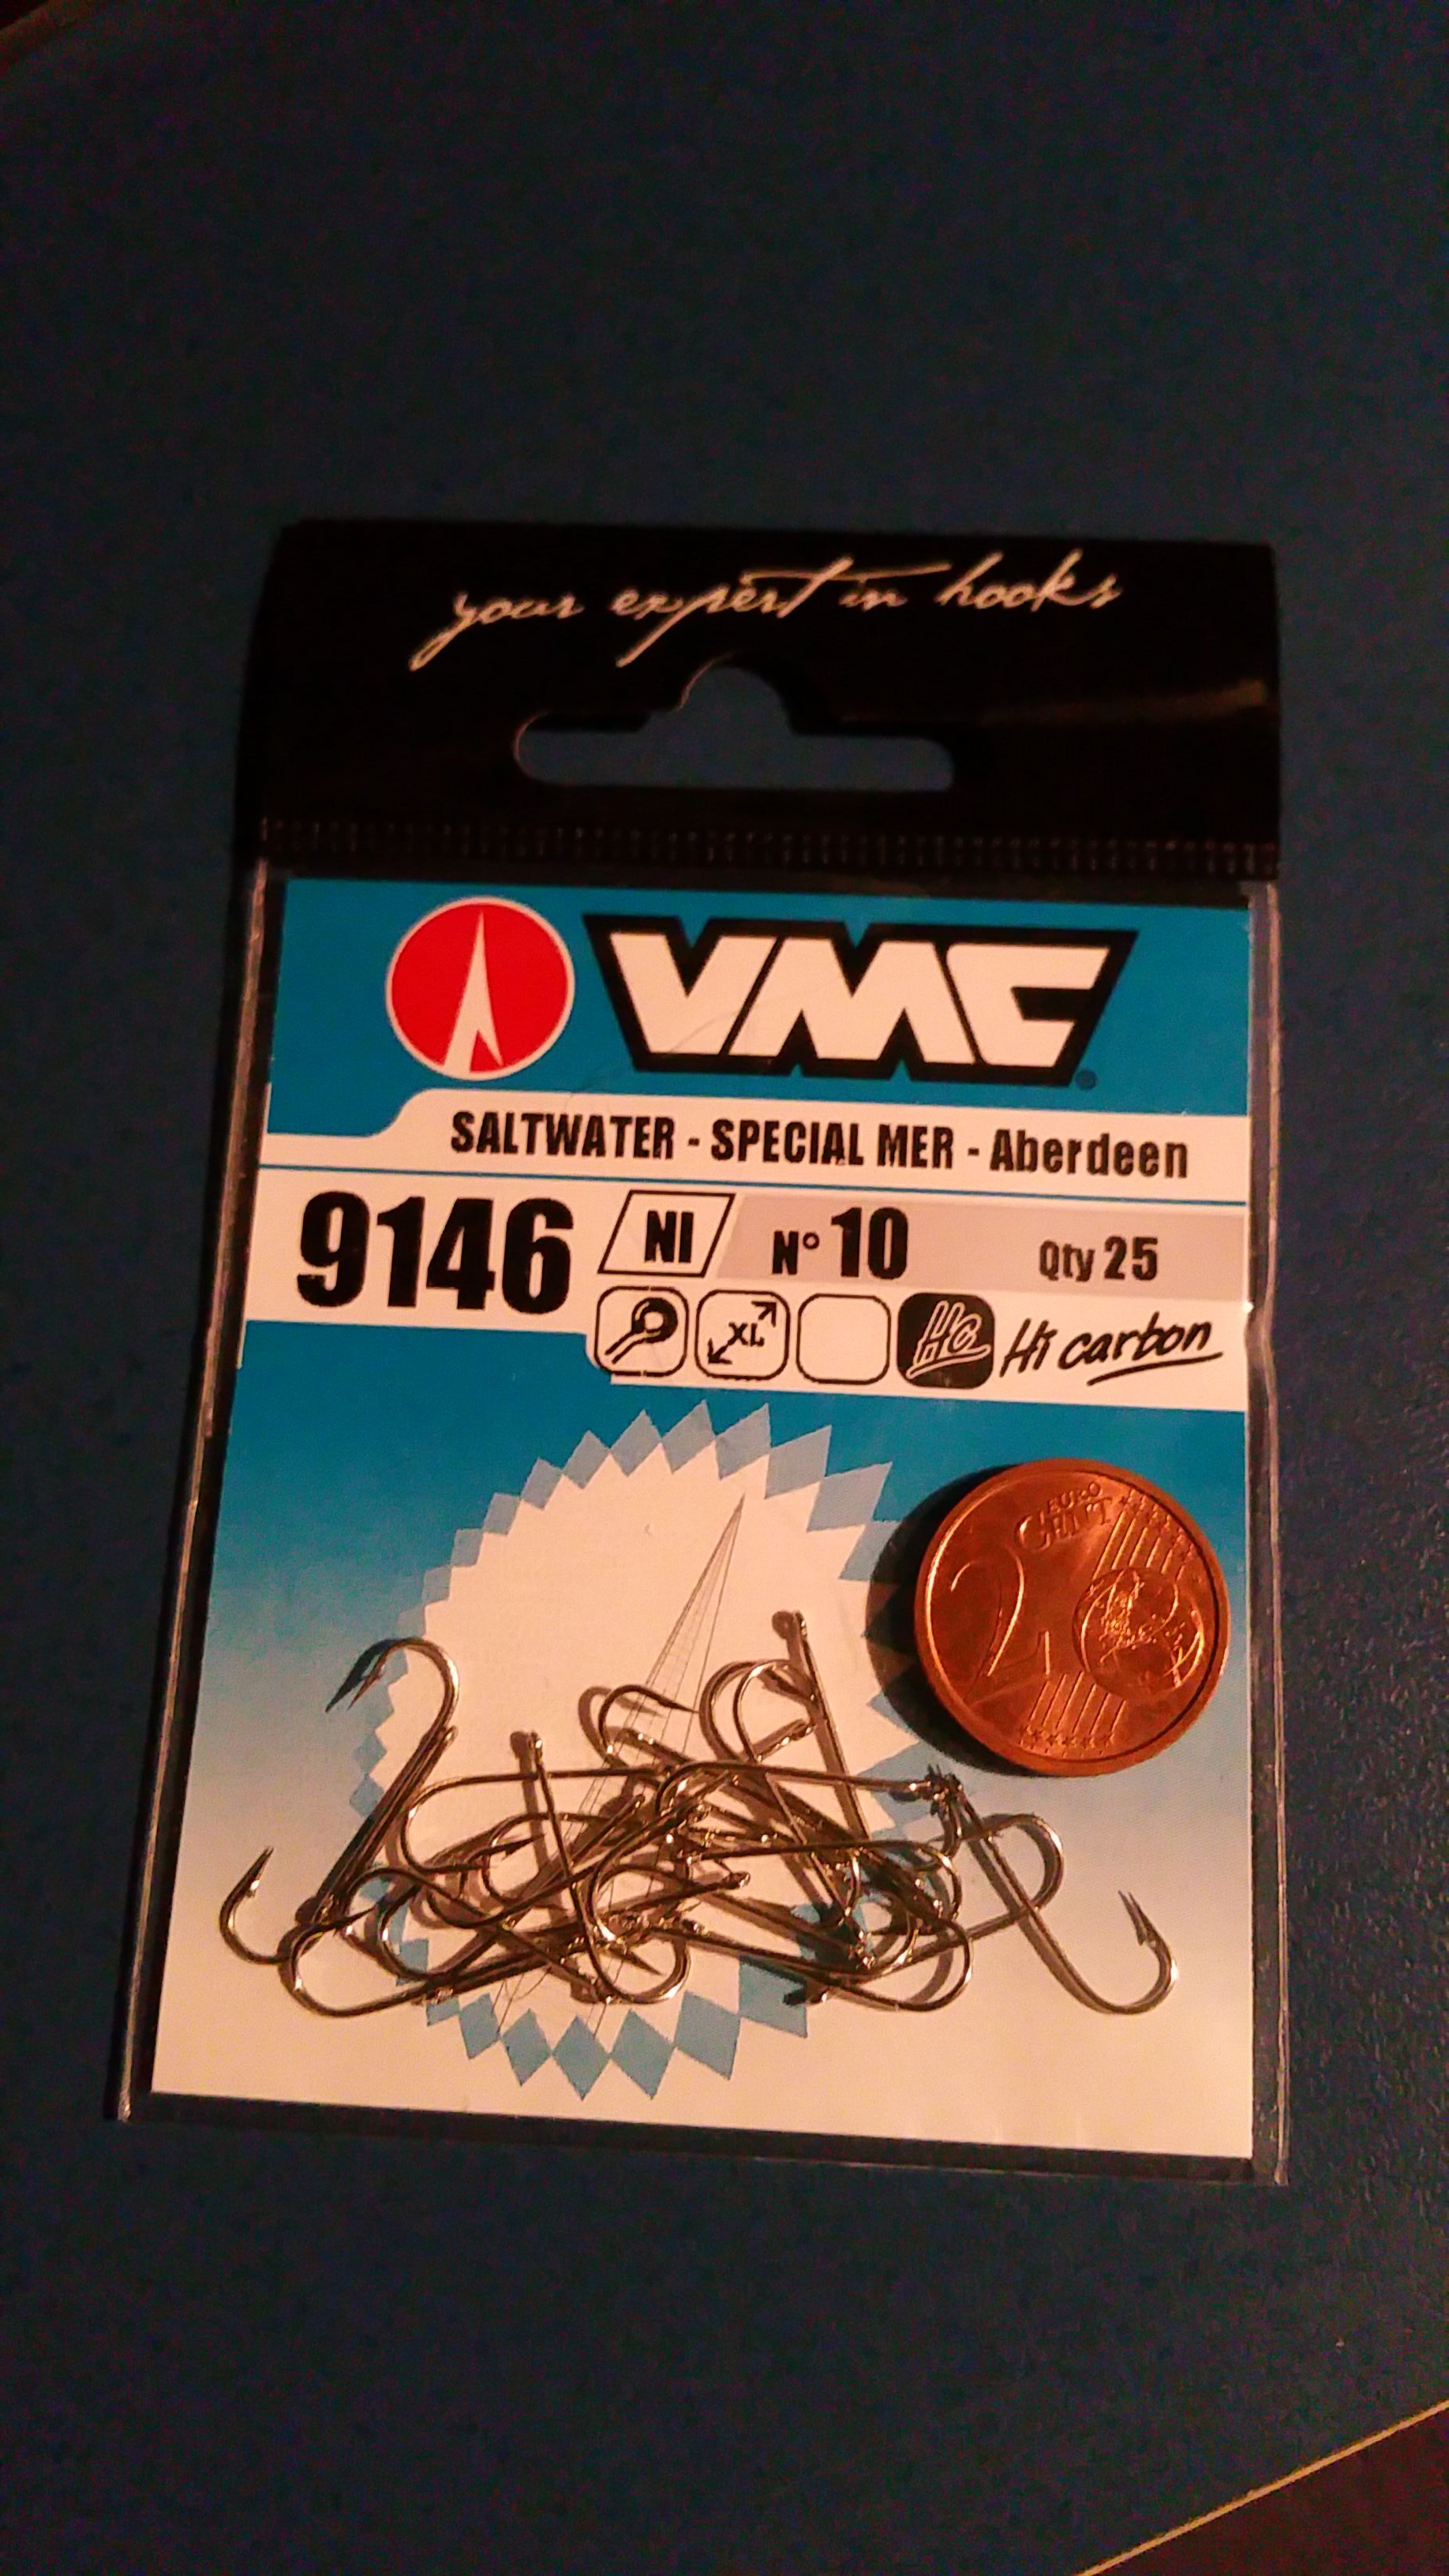 your expert in hooks
VMC
SALTWATER - SPECIAL MER - Aberdeen
9146 NI N° 10 Qty 25
XL HC Hi carbon
2 EURO CENT